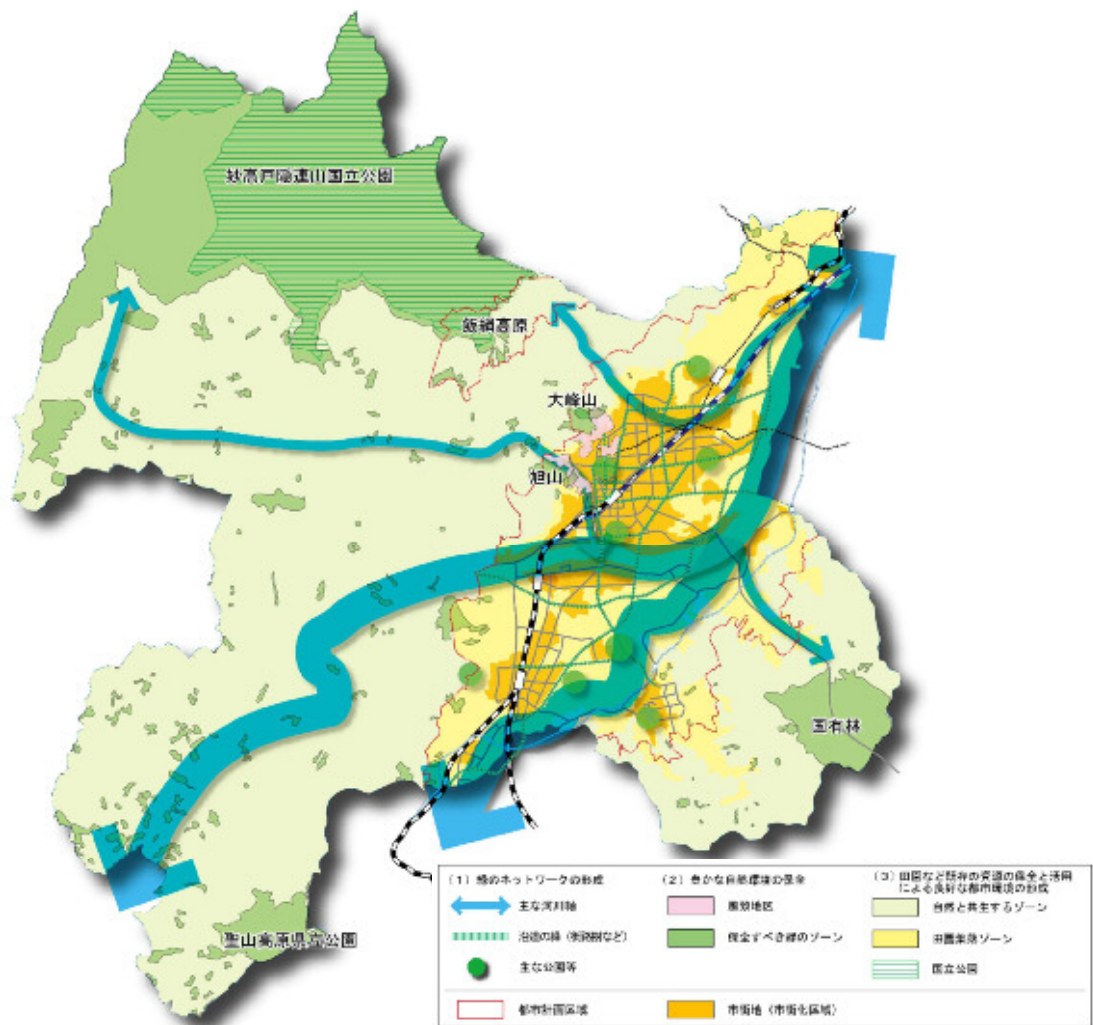 妙高戸隠連山国立公園
飯綱高原
大峰山
旭山
国有林
聖山高原県立公園
(1)緑のネットワークの形成
主な河川軸
沿道の緑(街路樹など)
主な公園等
都市計画区域
(2)豊かな自然環境の保全
風致地区
保全すべき緑のゾーン
市街地(市街化区域)
(3)田園など既存の資源の保全と活用
による良好な都市環境の形成
自然と共生するゾーン
田園集落ゾーン
国立公園